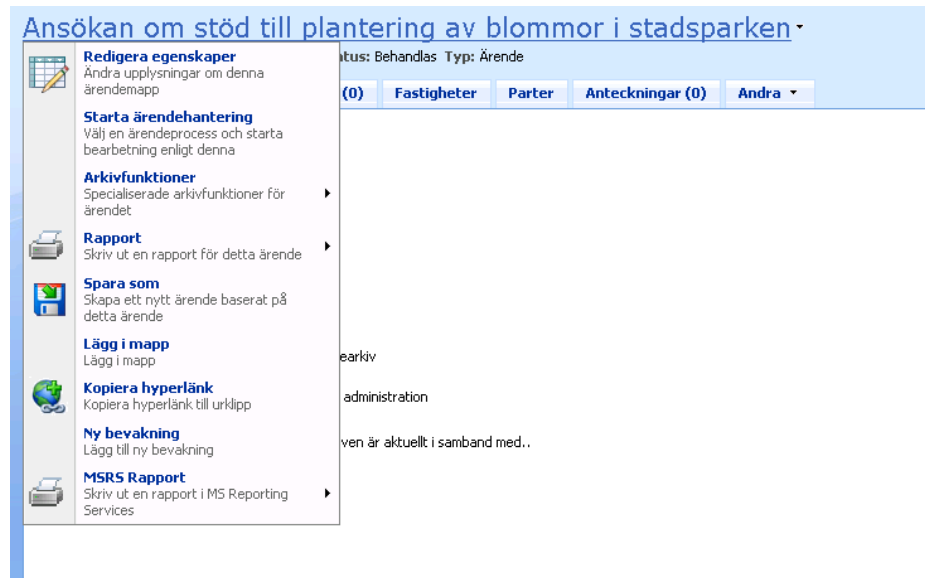 Ansökan om stöd till plantering av blommor i stadsparken
Status: Behandlas Typ: Ärende
(0) Fastigheter Parter Anteckningar (0) Andra
Redigera egenskaper
Ändra upplysningar om denna
ärendemapp
Starta ärendehantering
Välj en ärendeprocess och starta
bearbetning enligt denna
Arkivfunktioner
Specialiserade arkivfunktioner för
ärendet
Rapport
Skriv ut en rapport för detta ärende
Spara som
Skapa ett nytt ärende baserat på
detta ärende
Lägg i mapp
Lägg i mapp
earkiv
Kopiera hyperlänk
Kopiera hyperlänk till urklipp
administration
Ny bevakning
Lägg till ny bevakning
ven är aktuellt i samband med..
MSRS Rapport
Skriv ut en rapport i MS Reporting
Services